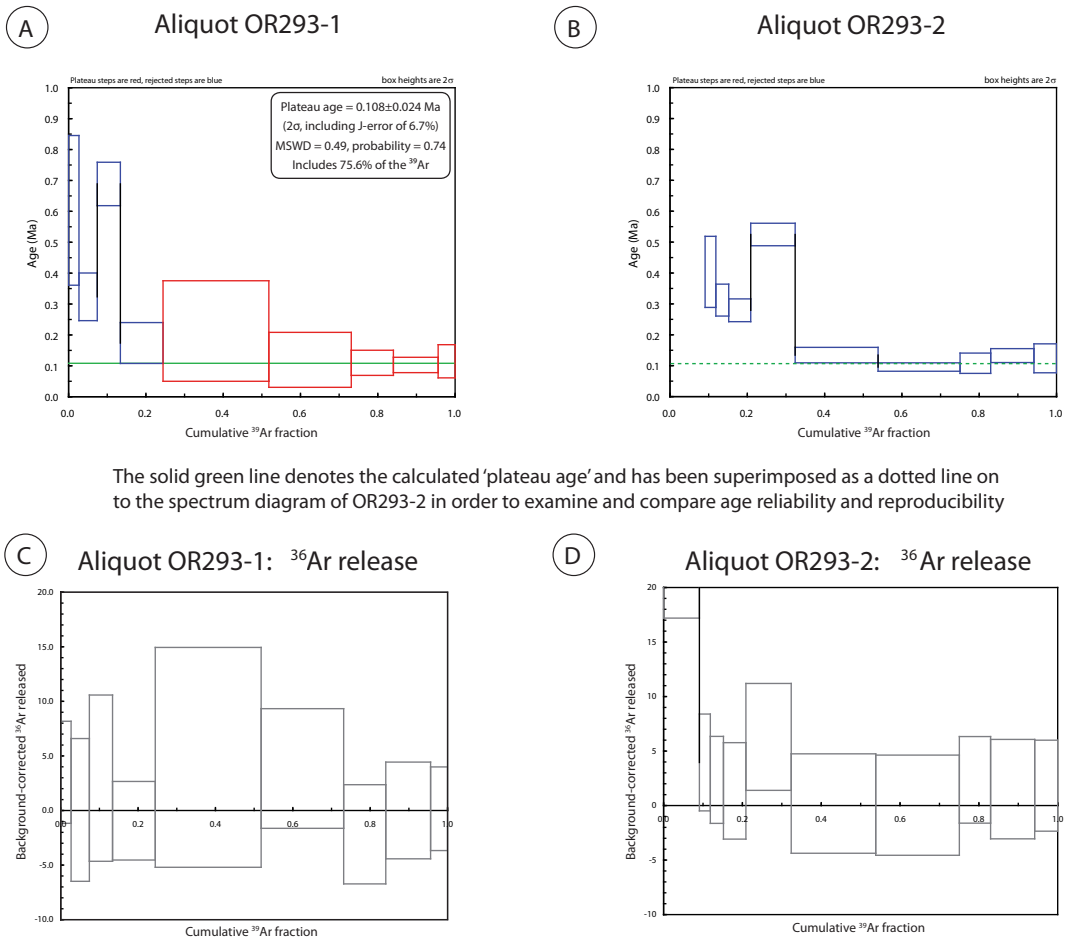 A
Aliquot OR293-1
B
Aliquot OR293-2
Plateau steps are red, rejected steps are blue
box heights are 2σ
1.0
0.9
0.8
0.7
0.6
0.5
0.4
0.3
0.2
0.1
0.0
Age (Ma)
Plateau age = 0.108±0.024 Ma
(2σ, including J-error of 6.7%)
MSWD = 0.49, probability = 0.74
Includes 75.6% of the ³⁹Ar
0.0 0.2 0.4 0.6 0.8 1.0
Cumulative ³⁹Ar fraction
Plateau steps are red, rejected steps are blue
box heights are 2σ
1.0
0.9
0.8
0.7
0.6
0.5
0.4
0.3
0.2
0.1
0.0
Age (Ma)
0.0 0.2 0.4 0.6 0.8 1.0
Cumulative ³⁹Ar fraction
The solid green line denotes the calculated ‘plateau age’ and has been superimposed as a dotted line on
to the spectrum diagram of OR293-2 in order to examine and compare age reliability and reproducibility
C
Aliquot OR293-1: ³⁶Ar release
D
Aliquot OR293-2: ³⁶Ar release
20.0
15.0
10.0
5.0
0.0
-5.0
-10.0
Background-corrected ³⁶Ar released
0.0 0.2 0.4 0.6 0.8 1.0
Cumulative ³⁹Ar fraction
20
15
10
5
0
-5
-10
Background-corrected ³⁶Ar released
0.0 0.2 0.4 0.6 0.8 1.0
Cumulative ³⁹Ar fraction